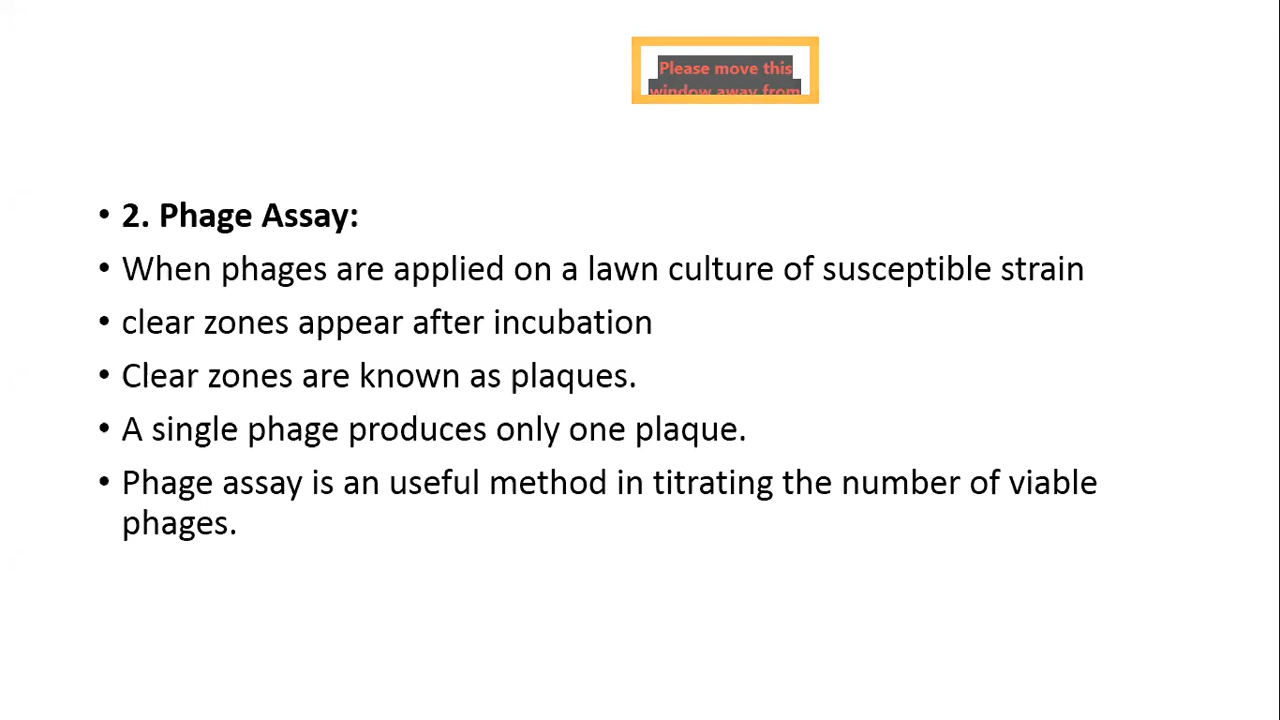 Please move this
window away from
• 2. Phage Assay:
• When phages are applied on a lawn culture of susceptible strain
• clear zones appear after incubation
• Clear zones are known as plaques.
• A single phage produces only one plaque.
• Phage assay is an useful method in titrating the number of viable
phages.